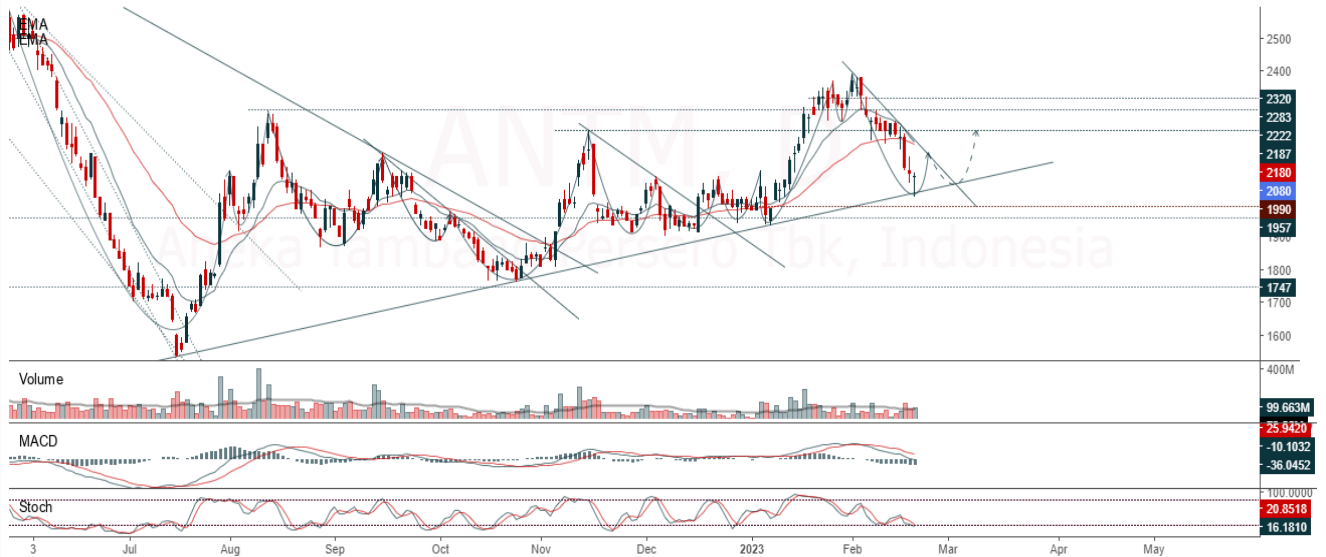 EMA
EMA
ANTM
Aneka Tambang Persero Tbk, Indonesia
2500
2400
2320
2283
2222
2187
2180
2080
1990
1957
1900
1800
1747
1700
1600
Volume
400M
99.663M
MACD
25.9420
-10.1032
-36.0452
Stoch
100.0000
20.8518
16.1810
3 Jul Aug Sep Oct Nov Dec 2023 Feb Mar Apr May